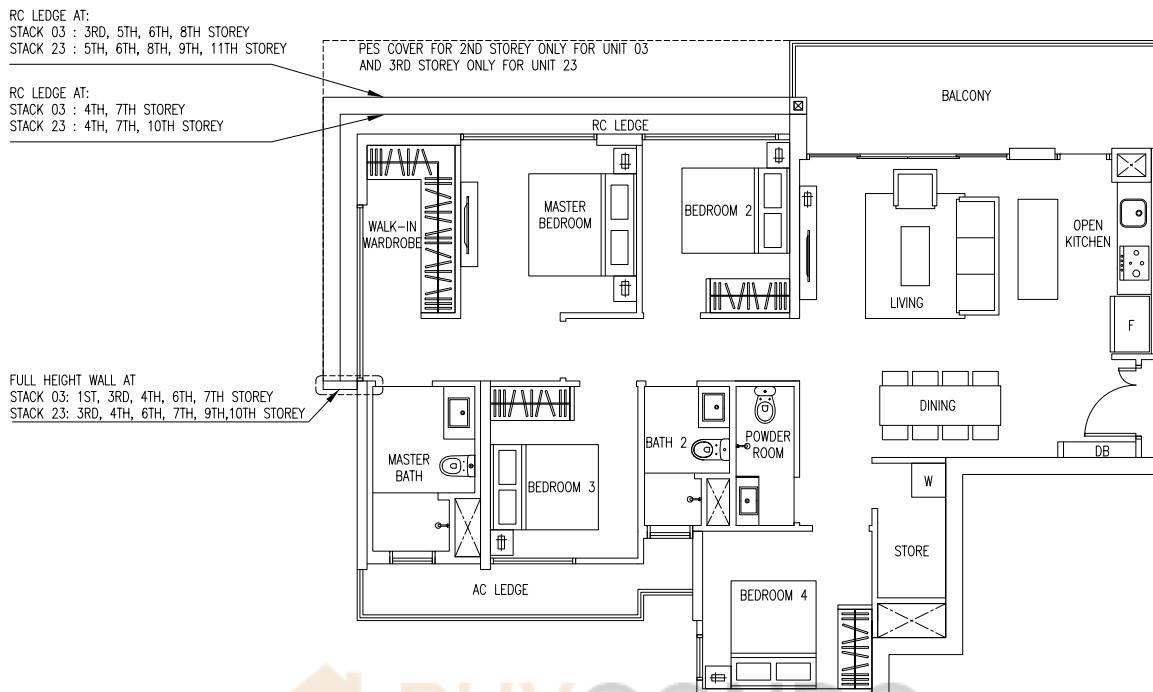 RC LEDGE AT:
STACK 03 : 3RD, 5TH, 6TH, 8TH STOREY
STACK 23 : 5TH, 6TH, 8TH, 9TH, 11TH STOREY
PES COVER FOR 2ND STOREY ONLY FOR UNIT 03
AND 3RD STOREY ONLY FOR UNIT 23
RC LEDGE AT:
STACK 03 : 4TH, 7TH STOREY
STACK 23 : 4TH, 7TH, 10TH STOREY
BALCONY
RC LEDGE
WALK-IN
WARDROBE
MASTER
BEDROOM
BEDROOM 2
OPEN
KITCHEN
LIVING
F
FULL HEIGHT WALL AT
STACK 03: 1ST, 3RD, 4TH, 6TH, 7TH STOREY
STACK 23: 3RD, 4TH, 6TH, 7TH, 9TH,10TH STOREY
DINING
MASTER
BATH
BEDROOM 3
BATH 2
POWDER
ROOM
DB
W
STORE
AC LEDGE
BEDROOM 4